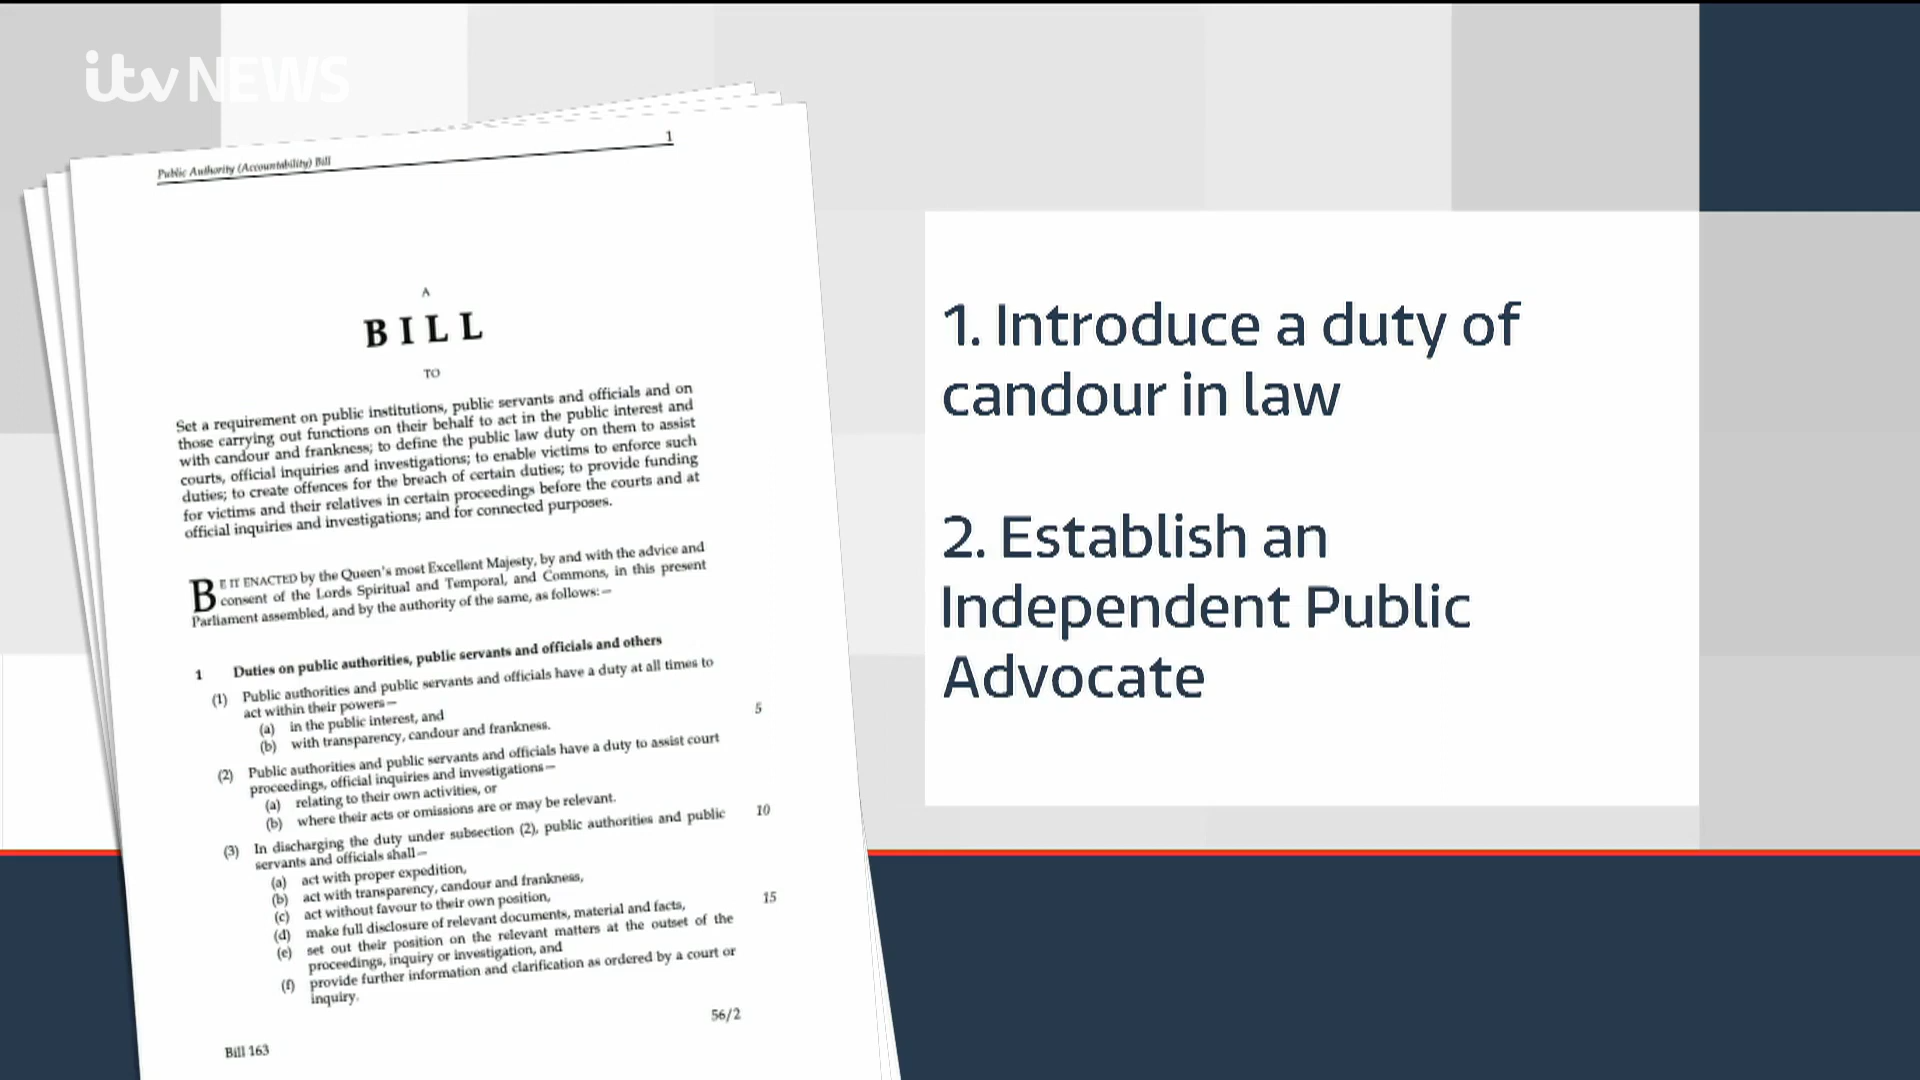 itv NEWS
Public Authority (Accountability) Bill
1
A
BILL
TO
Set a requirement on public institutions, public servants and officials and on
those carrying out functions on their behalf to act in the public interest and
with candour and frankness; to define the public law duty on them to assist
courts, official inquiries and investigations; to enable victims to enforce such
duties; to create offences for the breach of certain duties; to provide funding
for victims and their relatives in certain proceedings before the courts and at
official inquiries and investigations; and for connected purposes.
BE IT ENACTED by the Queen's most Excellent Majesty, by and with the advice and
consent of the Lords Spiritual and Temporal, and Commons, in this present
Parliament assembled, and by the authority of the same, as follows:—
1 Duties on public authorities, public servants and officials and others
(1) Public authorities and public servants and officials have a duty at all times to
act within their powers—
(a) in the public interest, and 5
(b) with transparency, candour and frankness.
(2) Public authorities and public servants and officials have a duty to assist court
proceedings, official inquiries and investigations—
(a) relating to their own activities, or
(b) where their acts or omissions are or may be relevant.
(3) In discharging the duty under subsection (2), public authorities and public 10
servants and officials shall—
(a) act with proper expedition,
(b) act with transparency, candour and frankness,
(c) act without favour to their own position,
(d) make full disclosure of relevant documents, material and facts, 15
(e) set out their position on the relevant matters at the outset of the
proceedings, inquiry or investigation, and
(f) provide further information and clarification as ordered by a court or
inquiry.
Bill 163
56/2
1. Introduce a duty of
candour in law
2. Establish an
Independent Public
Advocate